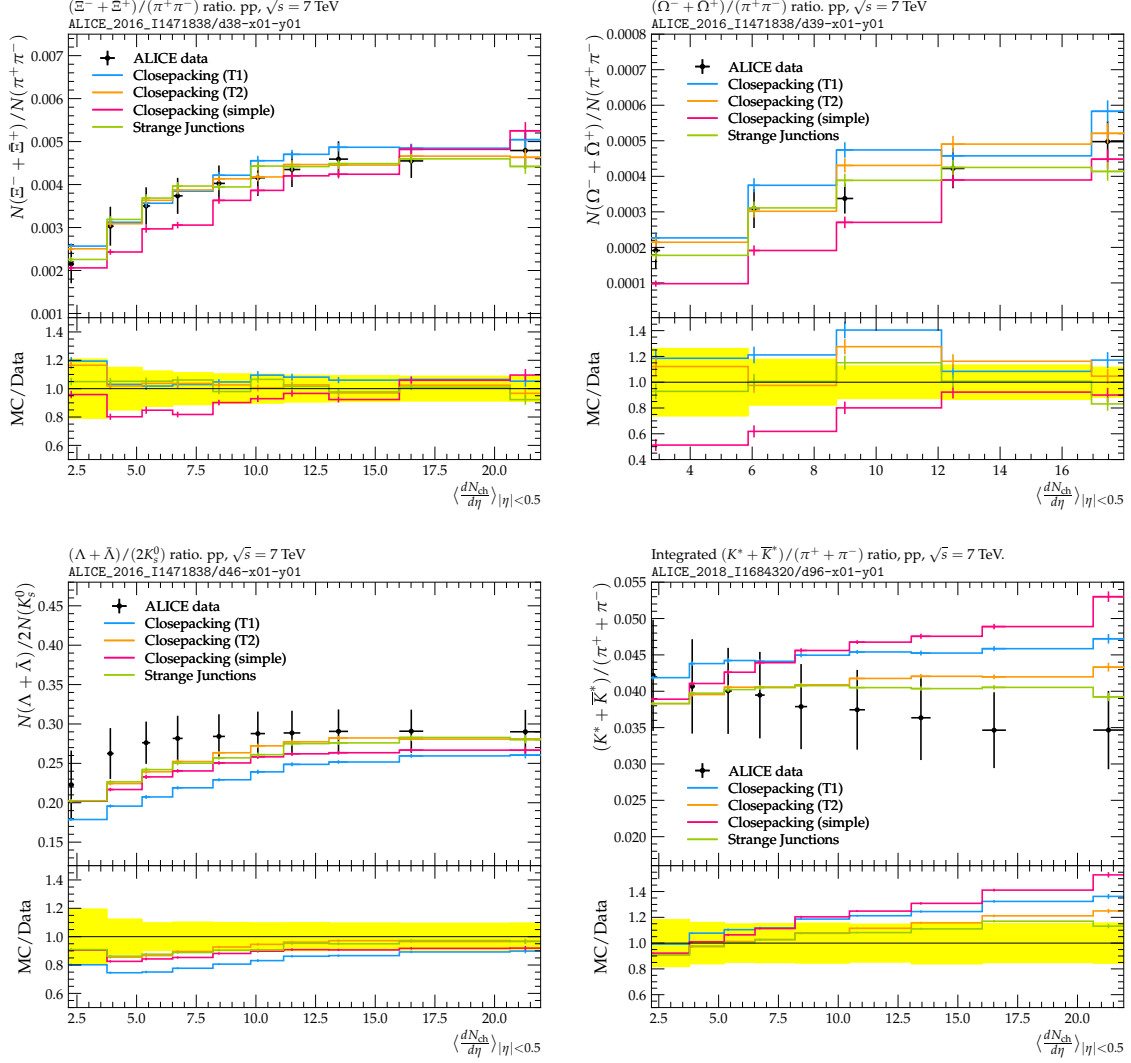 (Ξ⁻ + Ξ̄⁺)/(π⁺π⁻) ratio. pp, √s = 7 TeV
ALICE_2016_I1471838/d38-x01-y01
N(Ξ⁻ + Ξ̄⁺)/N(π⁺π⁻)
0.007
0.006
0.005
0.004
0.003
0.002
0.001
ALICE data
Closepacking (T1)
Closepacking (T2)
Closepacking (simple)
Strange Junctions
MC/Data
1.4
1.2
1.0
0.8
0.6
2.5 5.0 7.5 10.0 12.5 15.0 17.5 20.0
⟨dN_ch/dη⟩_|η|<0.5
(Ω⁻ + Ω̄⁺)/(π⁺π⁻) ratio. pp, √s = 7 TeV
ALICE_2016_I1471838/d39-x01-y01
N(Ω⁻ + Ω̄⁺)/N(π⁺π⁻)
0.0008
0.0007
0.0006
0.0005
0.0004
0.0003
0.0002
0.0001
ALICE data
Closepacking (T1)
Closepacking (T2)
Closepacking (simple)
Strange Junctions
MC/Data
1.4
1.2
1.0
0.8
0.6
0.4
4 6 8 10 12 14 16
⟨dN_ch/dη⟩_|η|<0.5
(Λ + Λ̄)/(2K_s⁰) ratio. pp, √s = 7 TeV
ALICE_2016_I1471838/d46-x01-y01
N(Λ + Λ̄)/2N(K_s⁰)
0.45
0.40
0.35
0.30
0.25
0.20
0.15
ALICE data
Closepacking (T1)
Closepacking (T2)
Closepacking (simple)
Strange Junctions
MC/Data
1.4
1.2
1.0
0.8
0.6
2.5 5.0 7.5 10.0 12.5 15.0 17.5 20.0
⟨dN_ch/dη⟩_|η|<0.5
Integrated (K* + K̄*)/(π⁺ + π⁻) ratio, pp, √s = 7 TeV.
ALICE_2018_I1684320/d96-x01-y01
(K* + K̄*)/(π⁺ + π⁻)
0.055
0.050
0.045
0.040
0.035
0.030
0.025
0.020
ALICE data
Closepacking (T1)
Closepacking (T2)
Closepacking (simple)
Strange Junctions
MC/Data
1.4
1.2
1.0
0.8
0.6
2.5 5.0 7.5 10.0 12.5 15.0 17.5 20.0
⟨dN_ch/dη⟩_|η|<0.5